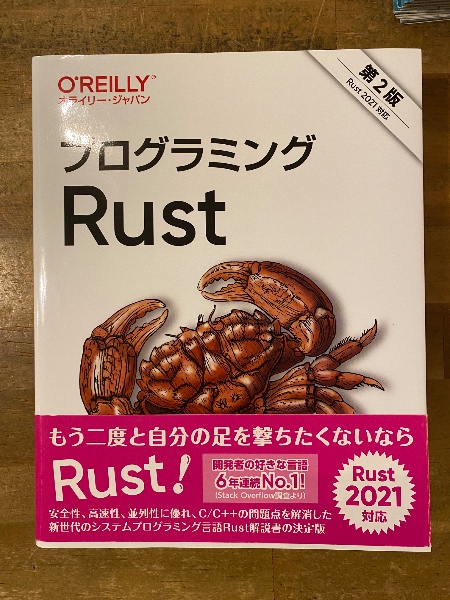 O'REILLY®
オライリー・ジャパン
第2版
Rust 2021 対応
プログラミング
Rust
もう二度と自分の足を撃ちたくないなら
Rust!
開発者の好きな言語
6年連続No.1!
(Stack Overflow調査より)
Rust
2021
対応
安全性、高速性、並列性に優れ、C/C++の問題点を解消した
新世代のシステムプログラミング言語Rust解説書の決定版